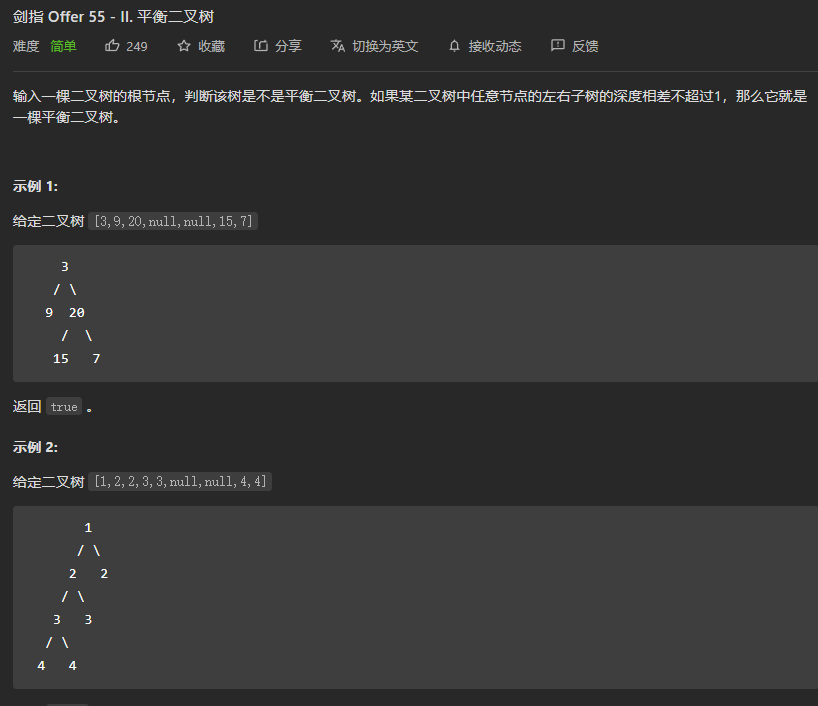 剑指 Offer 55 - II. 平衡二叉树
难度 简单 249 收藏 分享 切换为英文 接收动态 反馈
输入一棵二叉树的根节点，判断该树是不是平衡二叉树。如果某二叉树中任意节点的左右子树的深度相差不超过1，那么它就是
一棵平衡二叉树。
示例 1:
给定二叉树 [3,9,20,null,null,15,7]
3
/ \
9 20
/ \
15 7
返回 true 。
示例 2:
给定二叉树 [1,2,2,3,3,null,null,4,4]
1
/ \
2 2
/ \
3 3
/ \
4 4